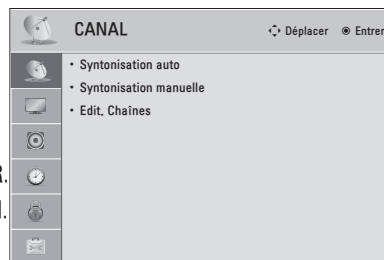 CANAL
Déplacer
Entrer
• Syntonisation auto
• Syntonisation manuelle
• Edit. Chaînes